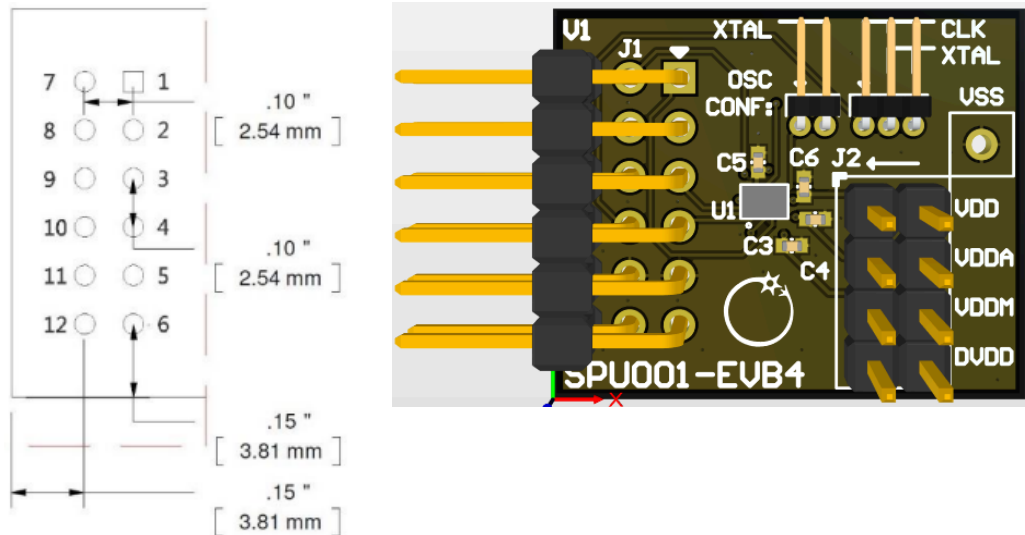 7 1
8 2
9 3
10 4
11 5
12 6
.10 "
[ 2.54 mm ]
.10 "
[ 2.54 mm ]
.15 "
[ 3.81 mm ]
.15 "
[ 3.81 mm ]
V1
J1
XTAL
CLK
XTAL
OSC
CONF:
VSS
C5
C6
J2
U1
C3
C4
VDD
VDDA
VDDM
DVDD
SPU001-EVB4
X